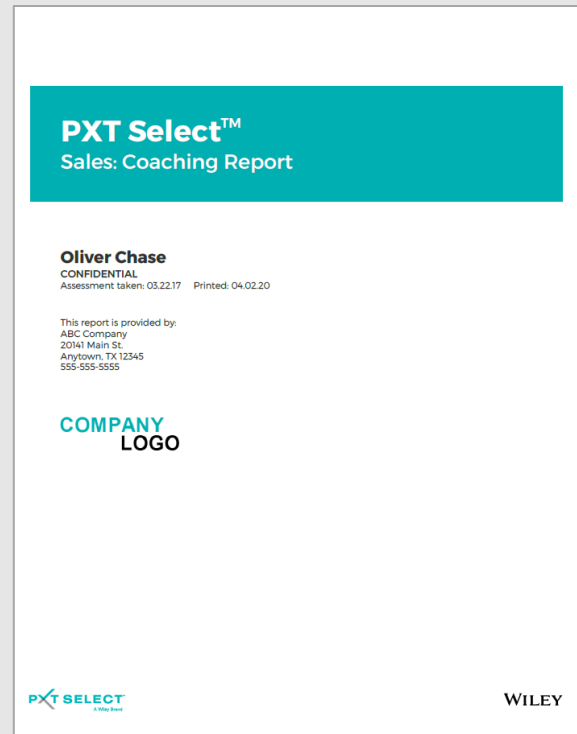 PXT Select™
Sales: Coaching Report
Oliver Chase
CONFIDENTIAL
Assessment taken: 03.22.17 Printed: 04.02.20
This report is provided by:
ABC Company
20141 Main St.
Anytown, TX 12345
555-555-5555
COMPANY
LOGO
PXT SELECT™
A Wiley Brand
WILEY